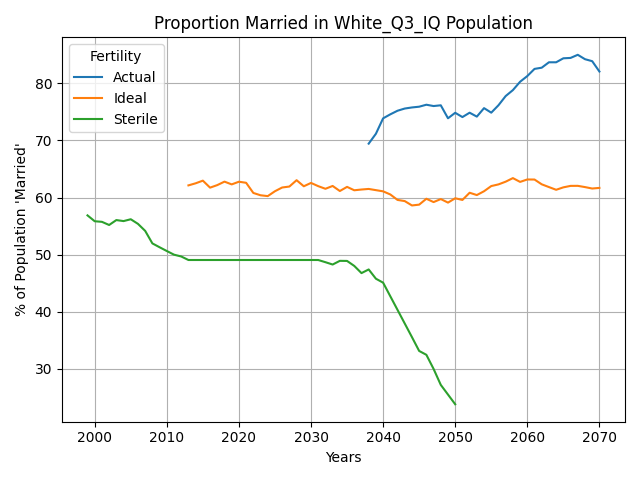 Proportion Married in White_Q3_IQ Population
Fertility
Actual
Ideal
Sterile
% of Population 'Married'
80
70
60
50
40
30
2000 2010 2020 2030 2040 2050 2060 2070
Years